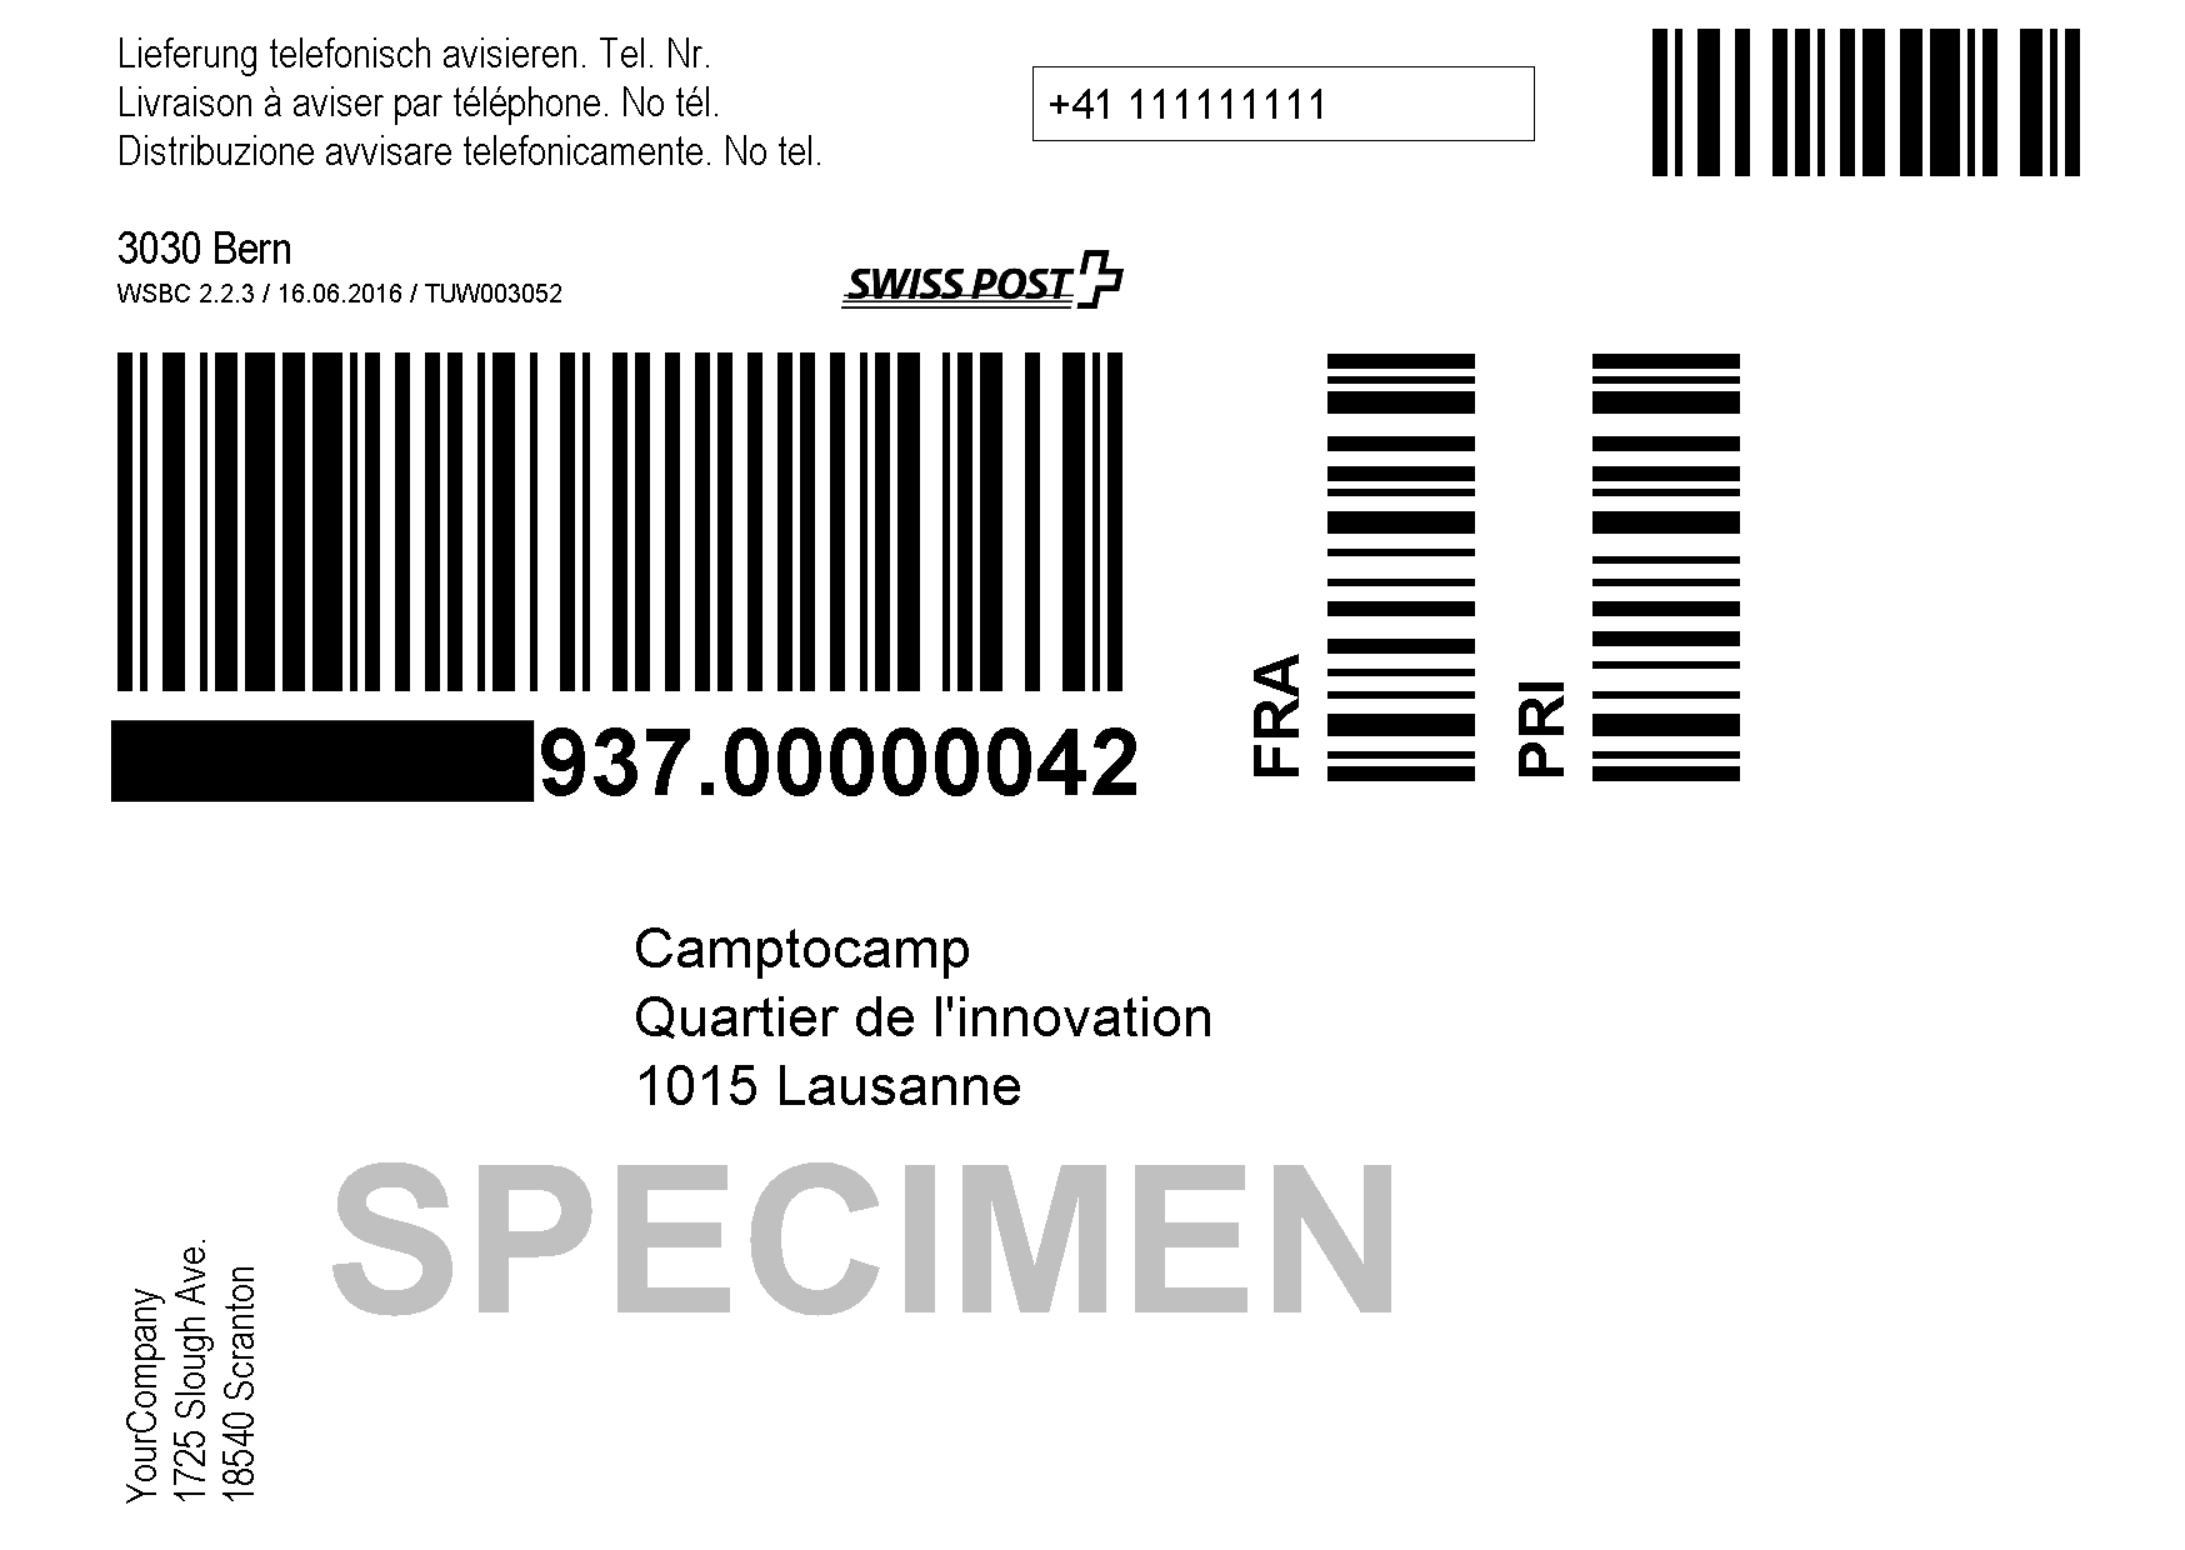 Lieferung telefonisch avisieren. Tel. Nr.
Livraison à aviser par téléphone. No tél.
Distribuzione avvisare telefonicamente. No tel.
+41 111111111
3030 Bern
WSBC 2.2.3 / 16.06.2016 / TUW003052
SWISS POST
937.00000042
FRA
PRI
Camptocamp
Quartier de l'innovation
1015 Lausanne
SPECIMEN
YourCompany
1725 Slough Ave.
18540 Scranton